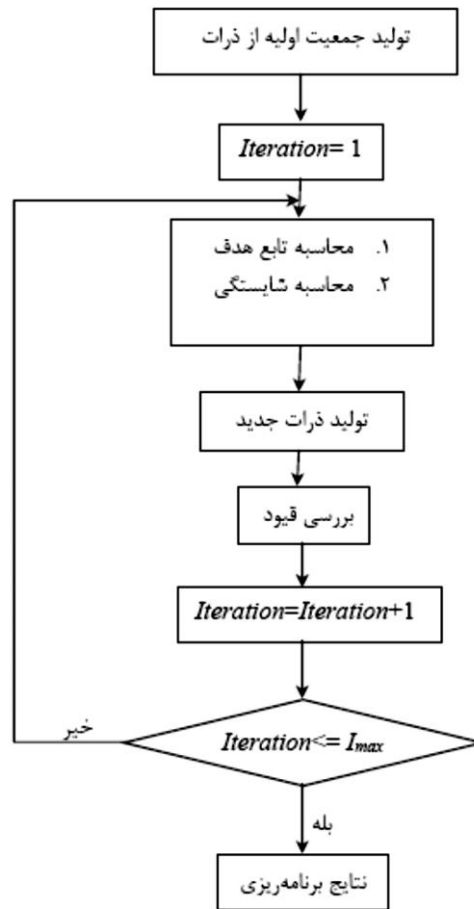 تولید جمعیت اولیه از ذرات
Iteration= 1
۱. محاسبه تابع هدف
۲. محاسبه شایستگی
تولید ذرات جدید
بررسی قیود
Iteration=Iteration+1
Iteration<= Imax
خیر
بله
نتایج برنامه‌ریزی